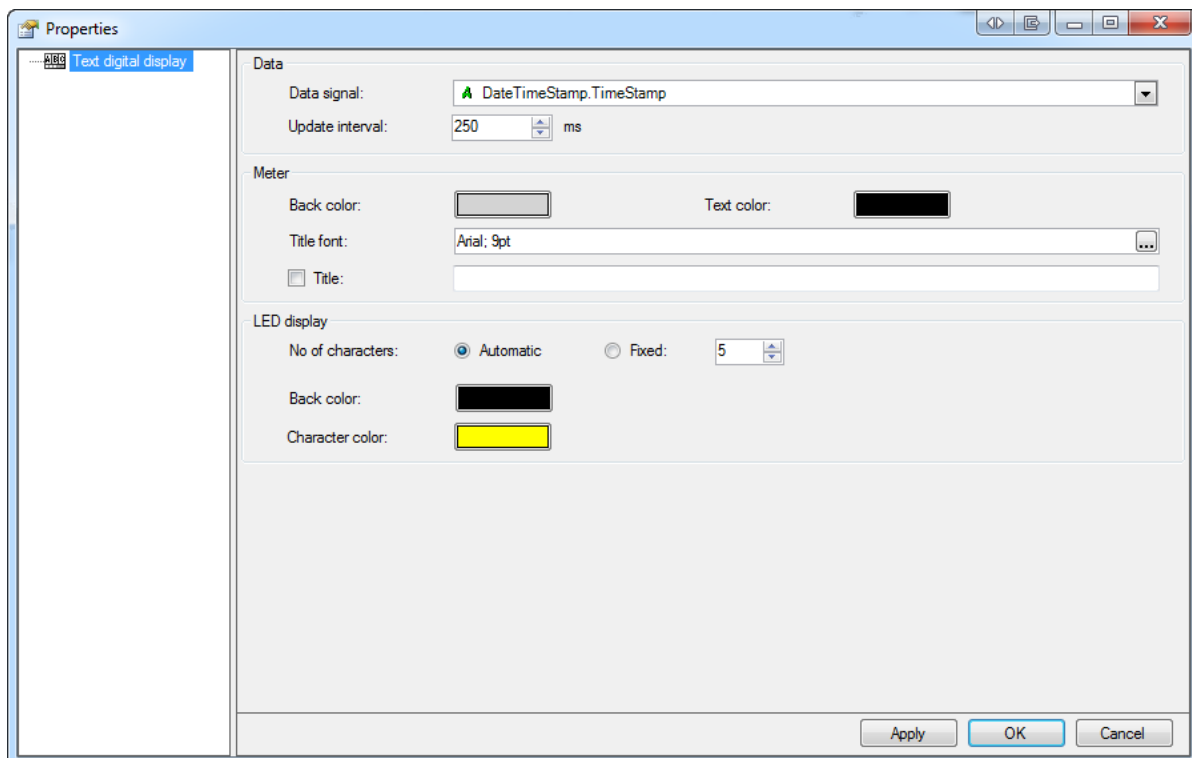 Properties
ABC Text digital display
Data
Data signal: A DateTimeStamp.TimeStamp
Update interval: 250 ms
Meter
Back color: Text color:
Title font: Arial; 9pt ...
Title:
LED display
No of characters: Automatic Fixed: 5
Back color:
Character color:
Apply OK Cancel